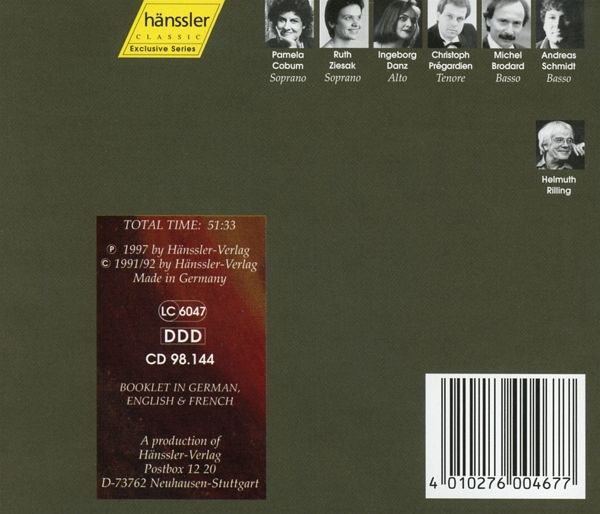 hänssler
CLASSIC
Exclusive Series
Pamela
Coburn
Soprano
Ruth
Ziesak
Soprano
Ingeborg
Danz
Alto
Christoph
Prégardien
Tenore
Michel
Brodard
Basso
Andreas
Schmidt
Basso
Helmuth
Rilling
TOTAL TIME: 51:33
℗ 1997 by Hänssler-Verlag
© 1991/92 by Hänssler-Verlag
Made in Germany
LC 6047
DDD
CD 98.144
BOOKLET IN GERMAN,
ENGLISH & FRENCH
A production of
Hänssler-Verlag
Postbox 12 20
D-73762 Neuhausen-Stuttgart
4 010276 004677